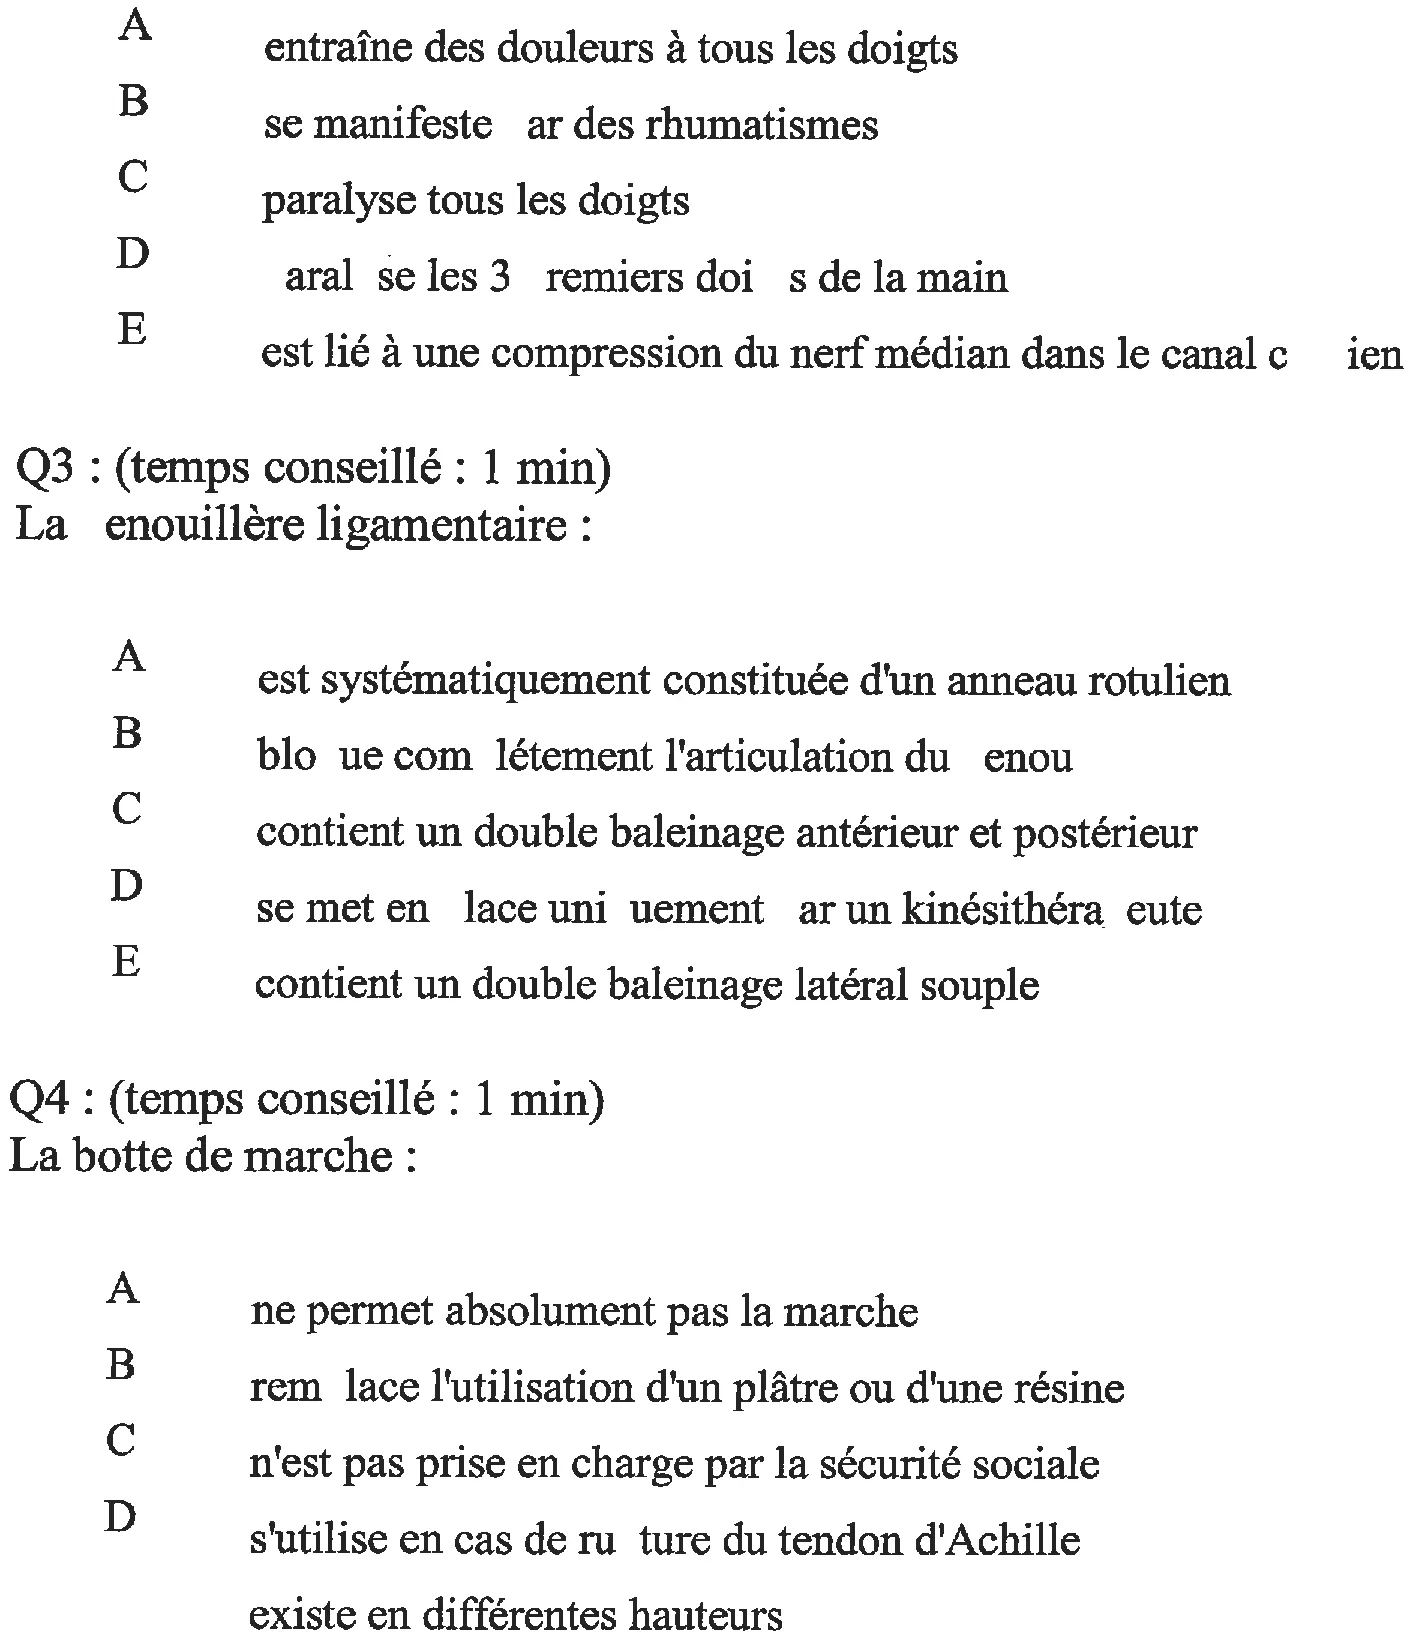 A entraîne des douleurs à tous les doigts
B se manifeste ar des rhumatismes
C paralyse tous les doigts
D aral se les 3 remiers doi s de la main
E est lié à une compression du nerf médian dans le canal c ien
Q3 : (temps conseillé : 1 min)
La enouillère ligamentaire :
A est systématiquement constituée d'un anneau rotulien
B blo ue com létement l'articulation du enou
C contient un double baleinage antérieur et postérieur
D se met en lace uni uement ar un kinésithéra eute
E contient un double baleinage latéral souple
Q4 : (temps conseillé : 1 min)
La botte de marche :
A ne permet absolument pas la marche
B rem lace l'utilisation d'un plâtre ou d'une résine
C n'est pas prise en charge par la sécurité sociale
D s'utilise en cas de ru ture du tendon d'Achille
existe en différentes hauteurs